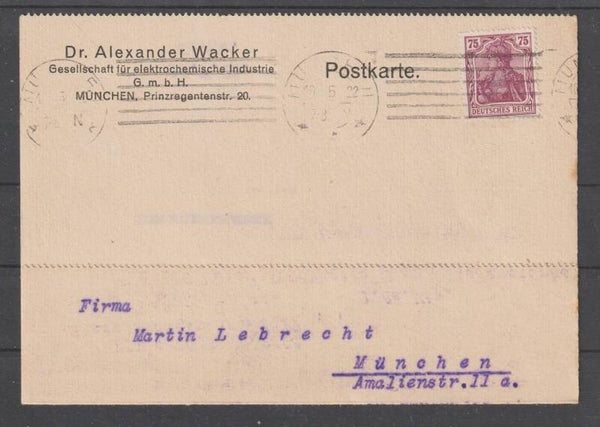 Dr. Alexander Wacker
Gesellschaft für elektrochemische Industrie
G. m. b. H.
MÜNCHEN, Prinzregentenstr. 20.
Postkarte.
75 75
DEUTSCHES REICH
Firma
Martin Lebrecht
München
Amalienstr.11 a.